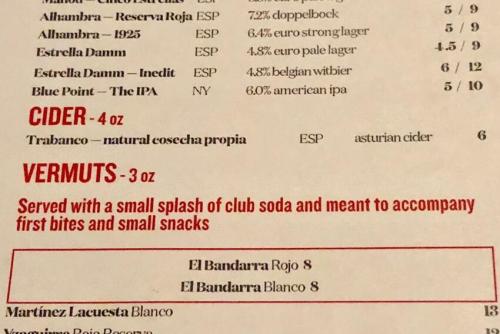 Alhambra — Reserva Roja ESP 7.2% doppelbock 5 / 9
Alhambra — 1925 ESP 6.4% euro strong lager 5 / 9
Estrella Damm ESP 4.8% euro pale lager 4.5 / 9
Estrella Damm — Inedit ESP 4.8% belgian witbier 6 / 12
Blue Point — The IPA NY 6.0% american ipa 5 / 10
CIDER - 4 oz
Trabanco — natural cosecha propia ESP asturian cider 6
VERMUTS - 3 oz
Served with a small splash of club soda and meant to accompany
first bites and small snacks
El Bandarra Rojo 8
El Bandarra Blanco 8
Martínez Lacuesta Blanco 13